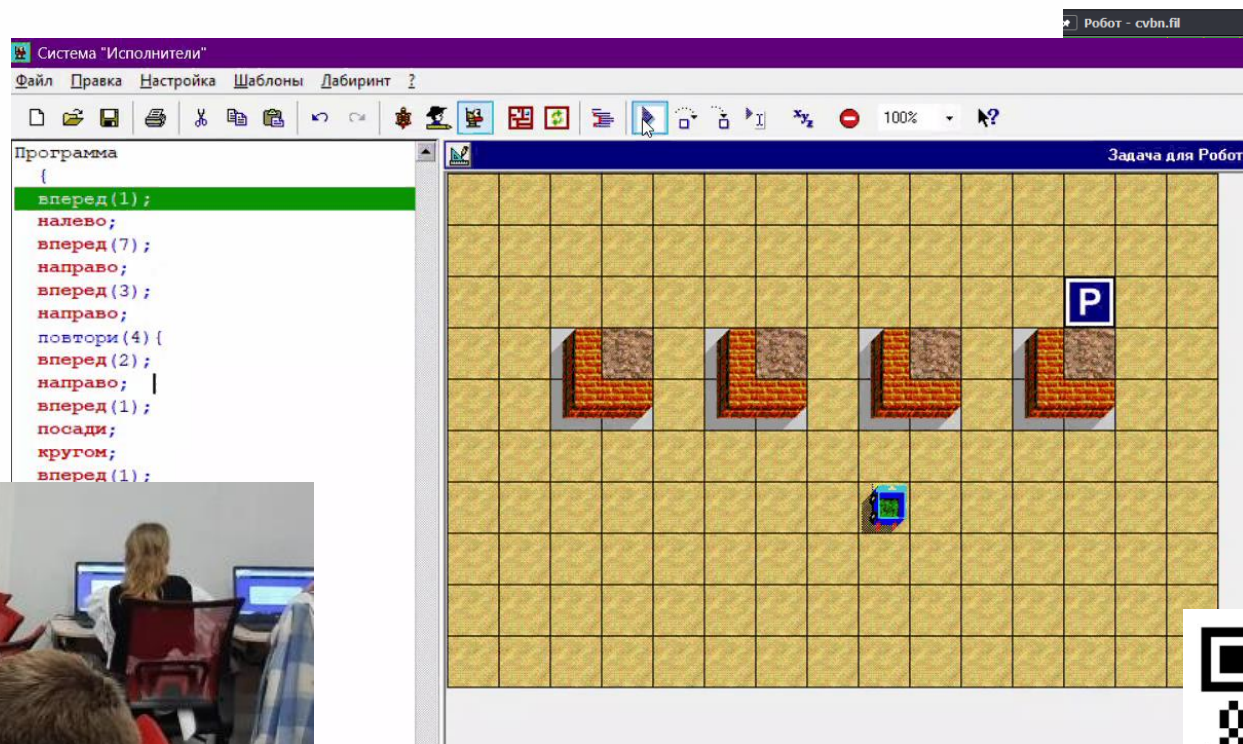 Робот - cvbn.fil
Система "Исполнители"
Файл Правка Настройка Шаблоны Лабиринт ?
100%
Программа
Задача для Робот
{
вперед(1);
налево;
вперед(7);
направо;
вперед(3);
направо;
повтори(4){
вперед(2);
направо;
вперед(1);
посади;
кругом;
вперед(1);
P